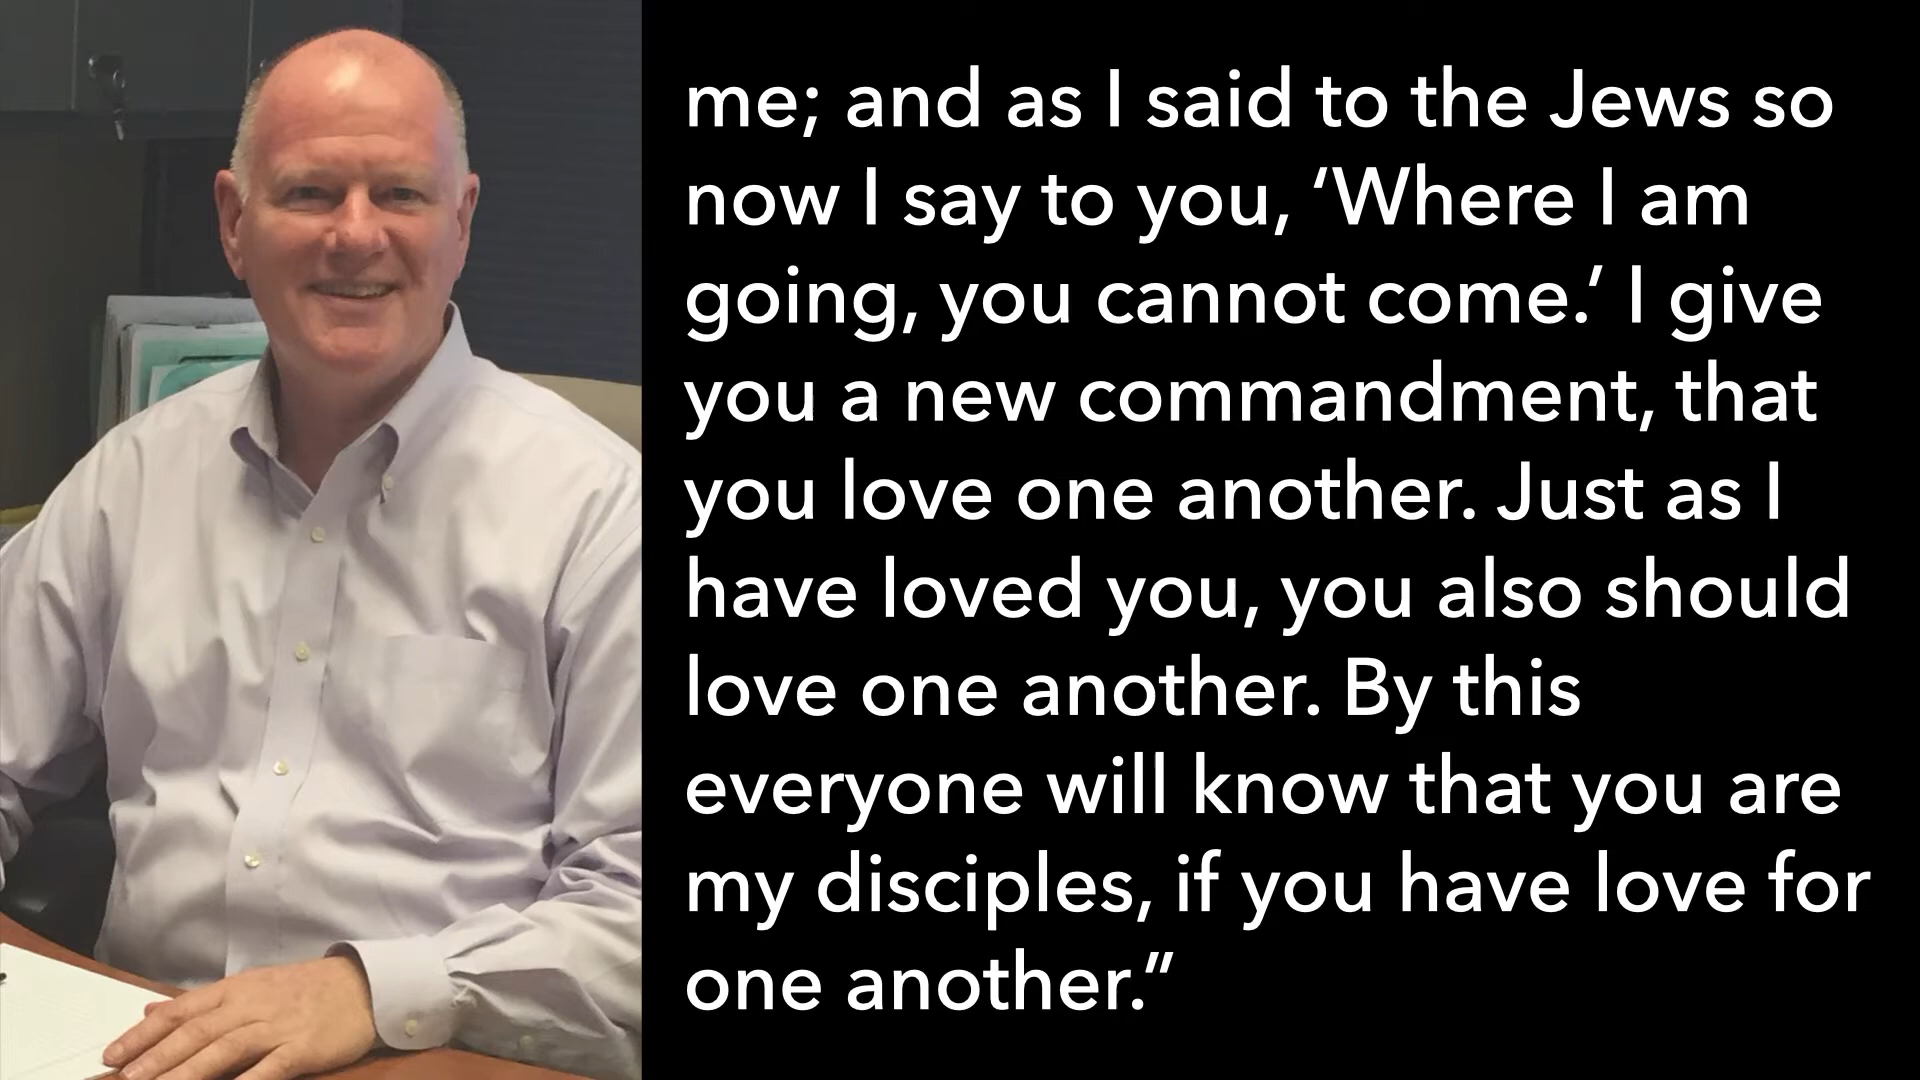 me; and as I said to the Jews so
now I say to you, ‘Where I am
going, you cannot come.’ I give
you a new commandment, that
you love one another. Just as I
have loved you, you also should
love one another. By this
everyone will know that you are
my disciples, if you have love for
one another.”